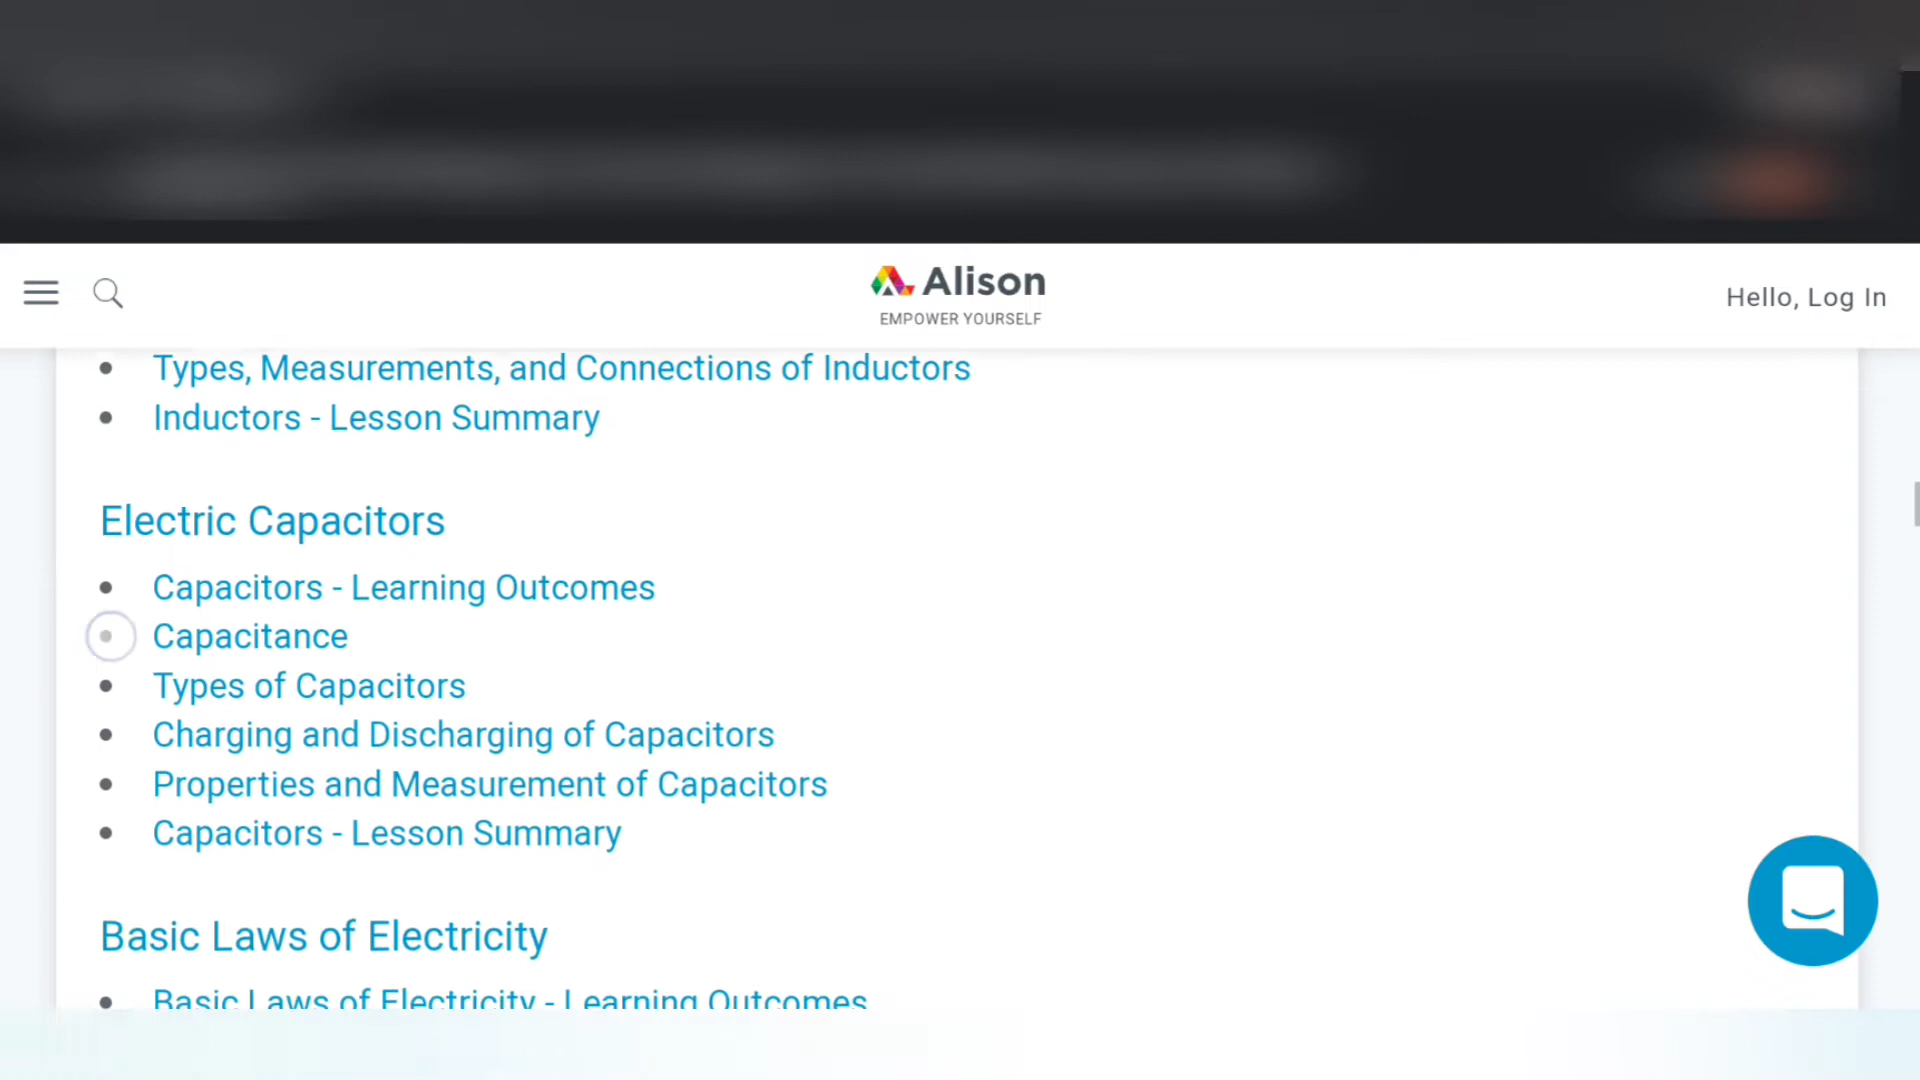 Alison
EMPOWER YOURSELF
Hello, Log In
Types, Measurements, and Connections of Inductors
Inductors - Lesson Summary
Electric Capacitors
Capacitors - Learning Outcomes
Capacitance
Types of Capacitors
Charging and Discharging of Capacitors
Properties and Measurement of Capacitors
Capacitors - Lesson Summary
Basic Laws of Electricity
Basic Laws of Electricity - Learning Outcomes